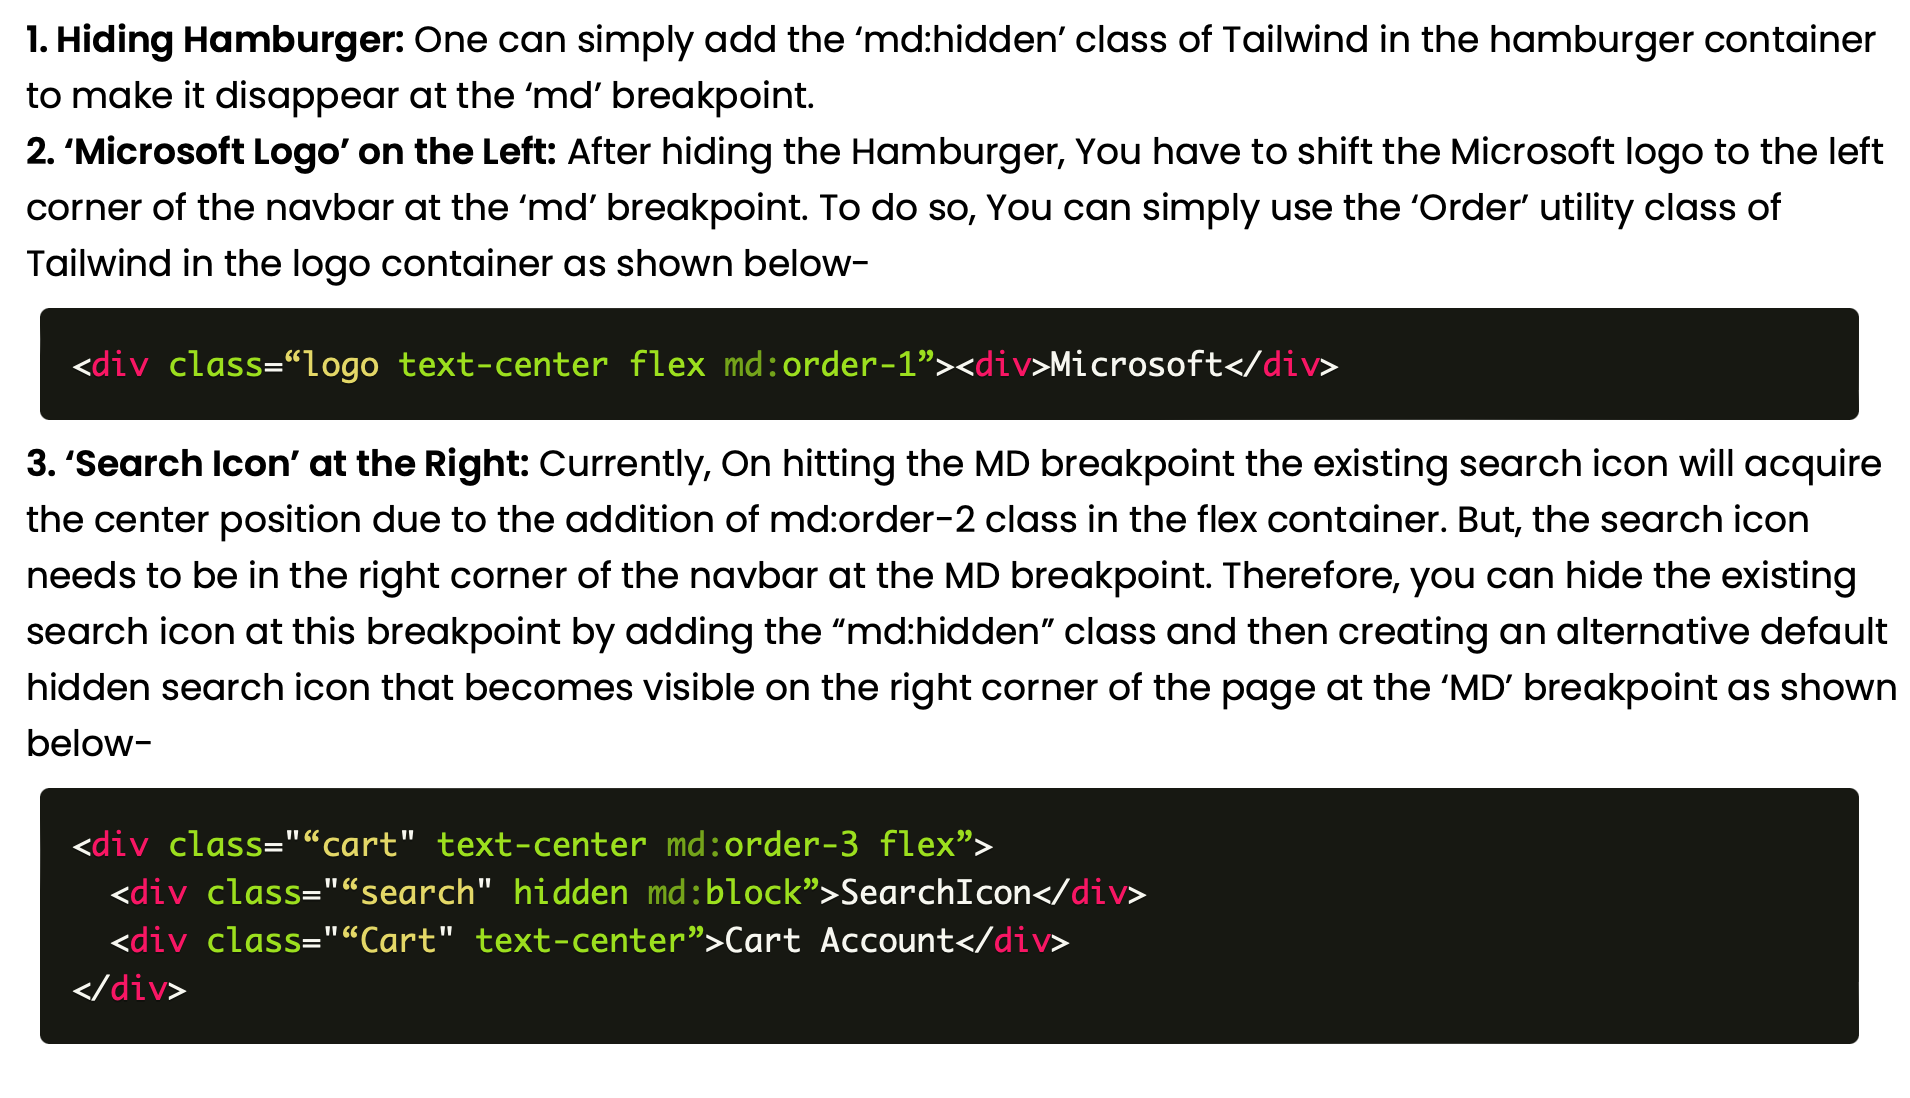 1. Hiding Hamburger: One can simply add the ‘md:hidden’ class of Tailwind in the hamburger container
to make it disappear at the ‘md’ breakpoint.
2. ‘Microsoft Logo’ on the Left: After hiding the Hamburger, You have to shift the Microsoft logo to the left
corner of the navbar at the ‘md’ breakpoint. To do so, You can simply use the ‘Order’ utility class of
Tailwind in the logo container as shown below-
<div class=“logo text-center flex md:order-1”><div>Microsoft</div>
3. ‘Search Icon’ at the Right: Currently, On hitting the MD breakpoint the existing search icon will acquire
the center position due to the addition of md:order-2 class in the flex container. But, the search icon
needs to be in the right corner of the navbar at the MD breakpoint. Therefore, you can hide the existing
search icon at this breakpoint by adding the “md:hidden” class and then creating an alternative default
hidden search icon that becomes visible on the right corner of the page at the ‘MD’ breakpoint as shown
below-
<div class="“cart" text-center md:order-3 flex”>
  <div class="“search" hidden md:block”>SearchIcon</div>
  <div class="“Cart" text-center”>Cart Account</div>
</div>